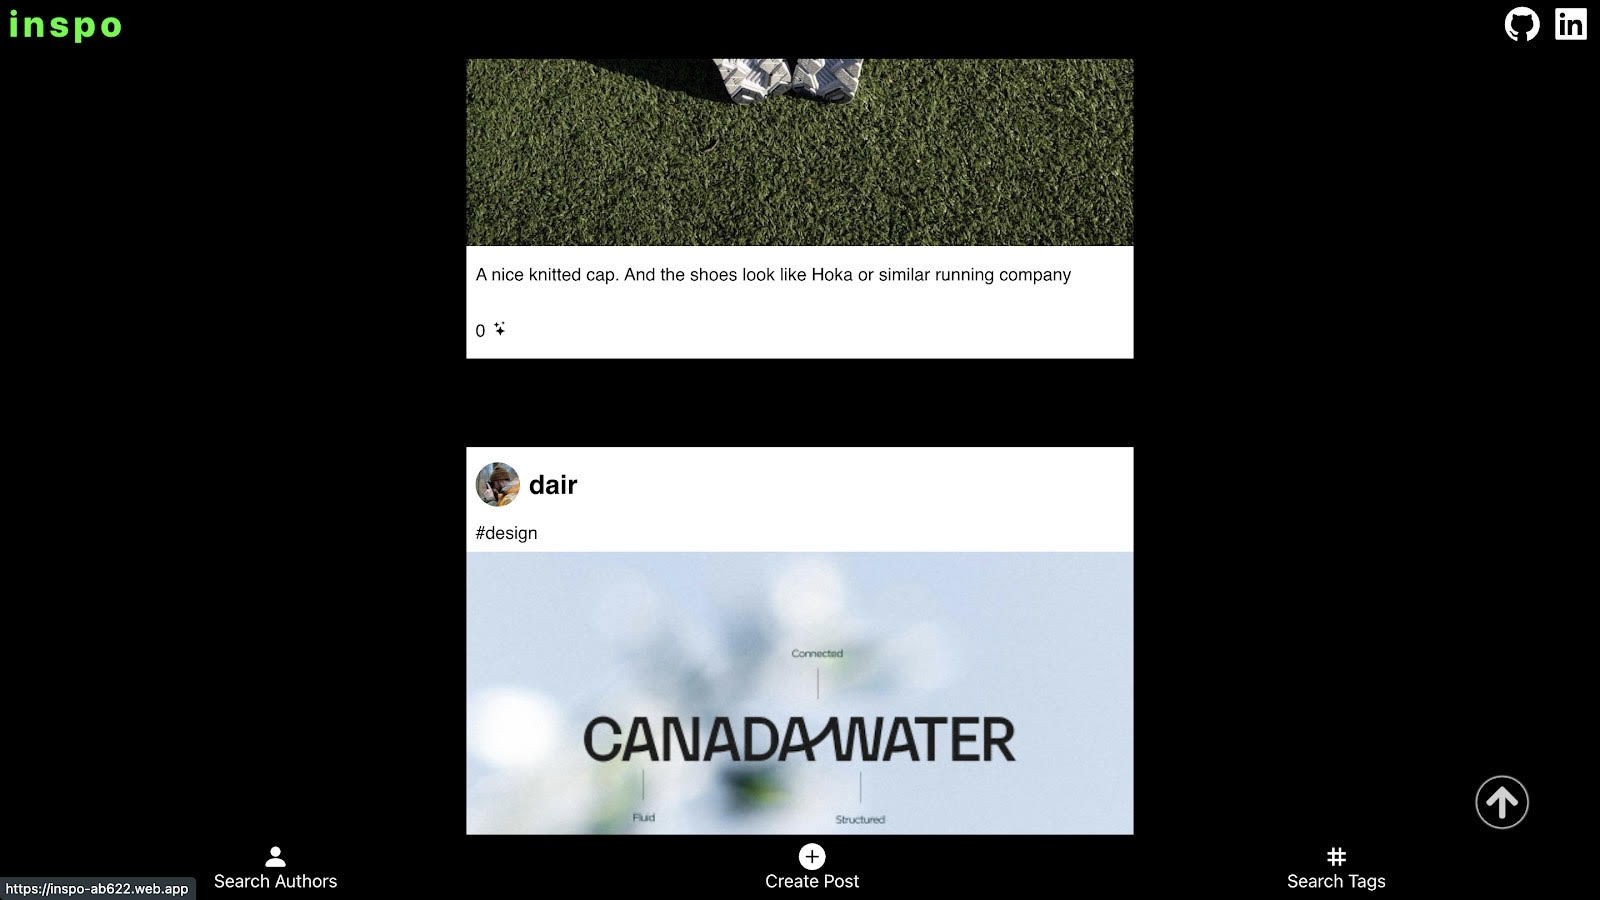 inspo
A nice knitted cap. And the shoes look like Hoka or similar running company
0
dair
#design
Connected
CANADA WATER
Fluid
Structured
Search Authors
Create Post
Search Tags
https://inspo-ab622.web.app